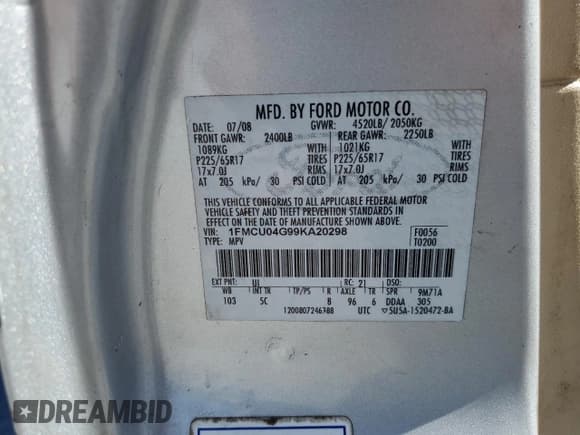 MFD. BY FORD MOTOR CO.
DATE: 07/08 GVWR: 4520LB/ 2050KG
FRONT GAWR: 2400LB REAR GAWR: 2250LB
1089KG WITH 1021KG WITH
P225/65R17 TIRES P225/65R17 TIRES
17x7.0J RIMS 17x7.0J RIMS
AT 205 kPa/ 30 PSI COLD AT 205 kPa/ 30 PSI COLD
THIS VEHICLE CONFORMS TO ALL APPLICABLE FEDERAL MOTOR
VEHICLE SAFETY AND THEFT PREVENTION STANDARDS IN
EFFECT ON THE DATE OF MANUFACTURE SHOWN ABOVE.
VIN: 1FMCU04G99KA20298 F0056
TYPE: MPV T0200
EXT PNT: UI RC: 21 DSO:
WB INT TR TP/PS R AXLE TR SPR 9M71A
103 5C B 96 6 DDAA 305
UTC 5U5A-1520472-BA
DREAMBID